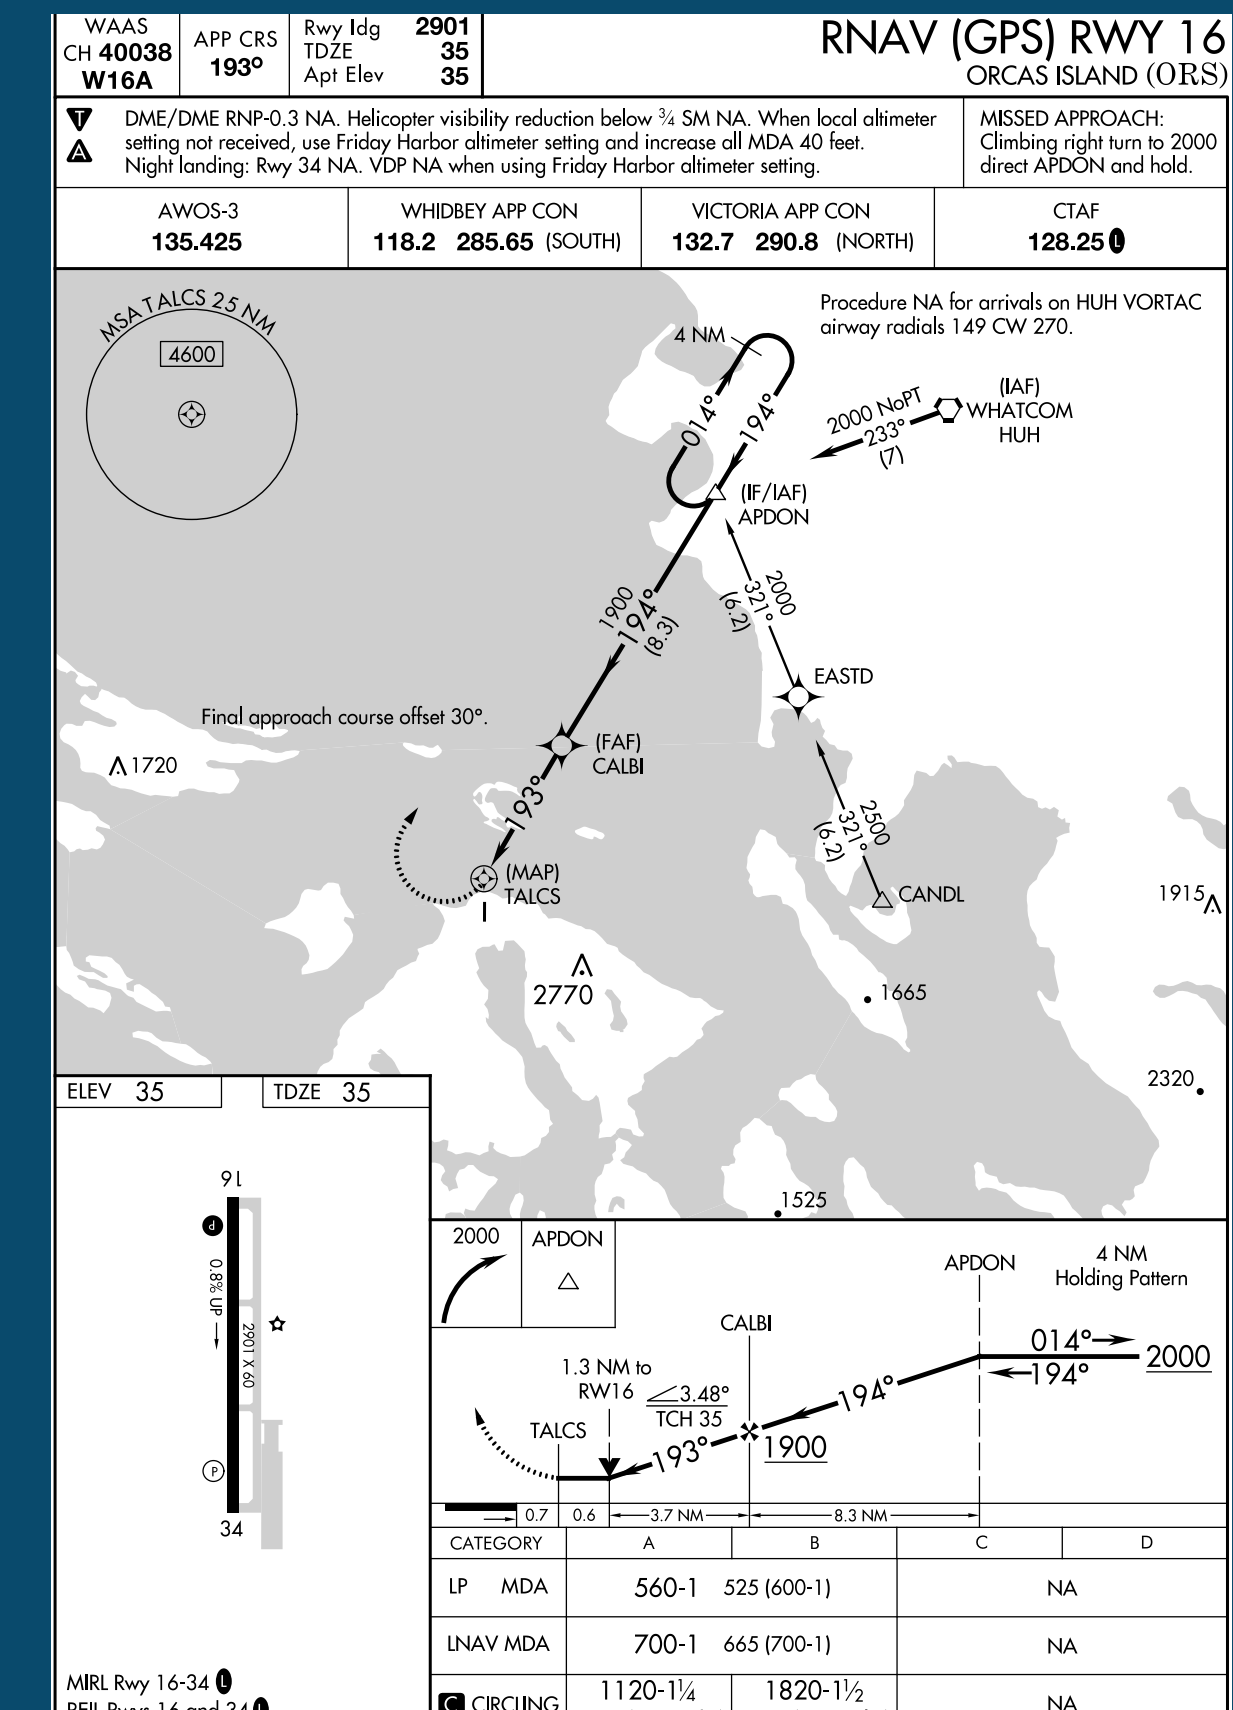 WAAS
CH 40038
W16A
APP CRS
193°
Rwy ldg 2901
TDZE 35
Apt Elev 35
RNAV (GPS) RWY 16
ORCAS ISLAND (ORS)
T
A
DME/DME RNP-0.3 NA. Helicopter visibility reduction below ¾ SM NA. When local altimeter
setting not received, use Friday Harbor altimeter setting and increase all MDA 40 feet.
Night landing: Rwy 34 NA. VDP NA when using Friday Harbor altimeter setting.
MISSED APPROACH:
Climbing right turn to 2000
direct APDON and hold.
AWOS-3
135.425
WHIDBEY APP CON
118.2 285.65 (SOUTH)
VICTORIA APP CON
132.7 290.8 (NORTH)
CTAF
128.25 L
MSA TALCS 25 NM
4600
Procedure NA for arrivals on HUH VORTAC
airway radials 149 CW 270.
4 NM
014°
194°
2000 NoPT
233°
(7)
(IAF)
WHATCOM
HUH
(IF/IAF)
APDON
2000
321°
(6.2)
1900
194°
(8.3)
EASTD
Final approach course offset 30°.
(FAF)
CALBI
1720
193°
2500
321°
(6.2)
(MAP)
TALCS
CANDL
1915
2770
1665
2320
1525
ELEV 35
TDZE 35
16
P
0.8% UP
2901 X 60
P
34
MIRL Rwy 16-34 L
REIL Rwys 16 and 34 L
2000
APDON
APDON
4 NM
Holding Pattern
CALBI
014°
194°
2000
1.3 NM to
RW16
3.48°
TCH 35
194°
TALCS
193°
1900
0.7
0.6
3.7 NM
8.3 NM
CATEGORY A B C D
LP MDA 560-1 525 (600-1) NA
LNAV MDA 700-1 665 (700-1) NA
C CIRCLING 1120-1¼ 1820-1½ NA